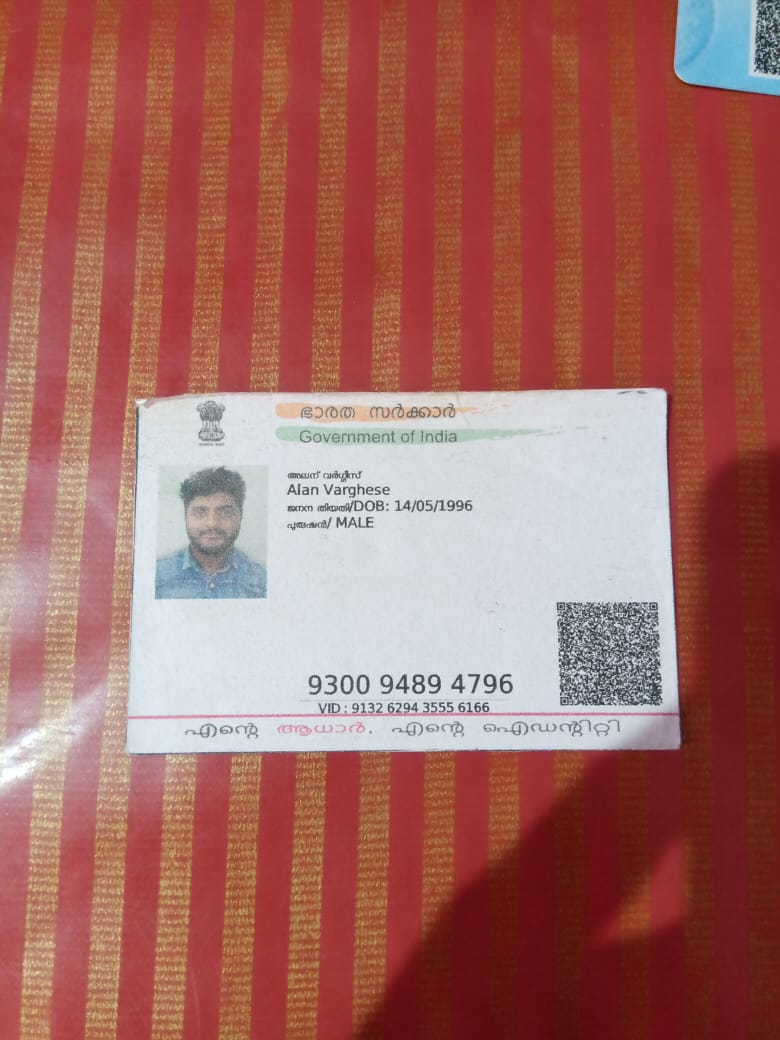 ഭാരത സർക്കാർ
Government of India
അലന് വർഗ്ഗീസ്
Alan Varghese
ജനന തിയതി/DOB: 14/05/1996
പുരുഷൻ/ MALE
9300 9489 4796
VID : 9132 6294 3555 6166
എന്റെ ആധാർ. എന്റെ ഐഡന്റിറ്റി